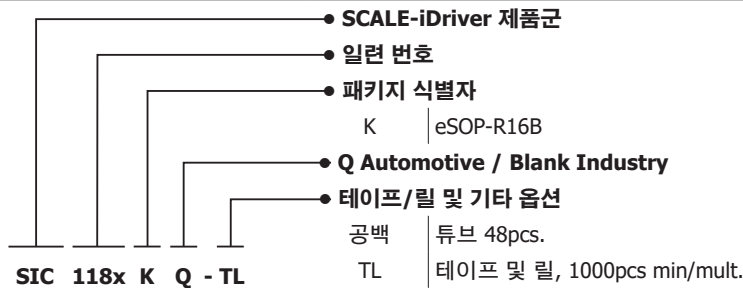 SCALE-iDriver 제품군
일련 번호
패키지 식별자
K eSOP-R16B
Q Automotive / Blank Industry
테이프/릴 및 기타 옵션
공백 튜브 48pcs.
TL 테이프 및 릴, 1000pcs min/mult.
SIC 118x K Q - TL